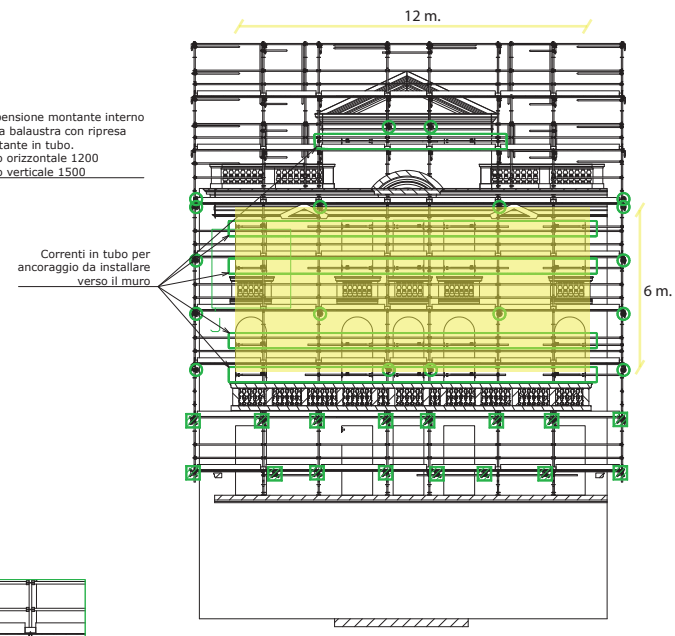 12 m.
pensione montante interno
a balaustra con ripresa
tante in tubo.
o orizzontale 1200
o verticale 1500
Correnti in tubo per
ancoraggio da installare
verso il muro
6 m.